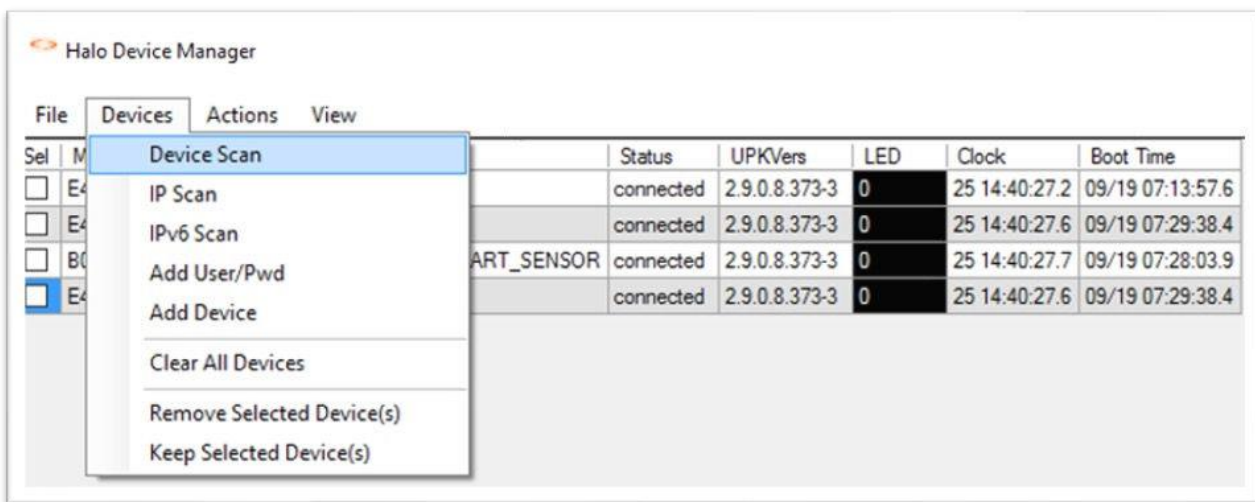 Halo Device Manager
File Devices Actions View
Sel M Status UPKVers LED Clock Boot Time
Device Scan
E4 connected 2.9.0.8.373-3 0 25 14:40:27.2 09/19 07:13:57.6
IP Scan
E4 connected 2.9.0.8.373-3 0 25 14:40:27.6 09/19 07:29:38.4
IPv6 Scan
B0 ART_SENSOR connected 2.9.0.8.373-3 0 25 14:40:27.7 09/19 07:28:03.9
Add User/Pwd
E4 connected 2.9.0.8.373-3 0 25 14:40:27.6 09/19 07:29:38.4
Add Device
Clear All Devices
Remove Selected Device(s)
Keep Selected Device(s)